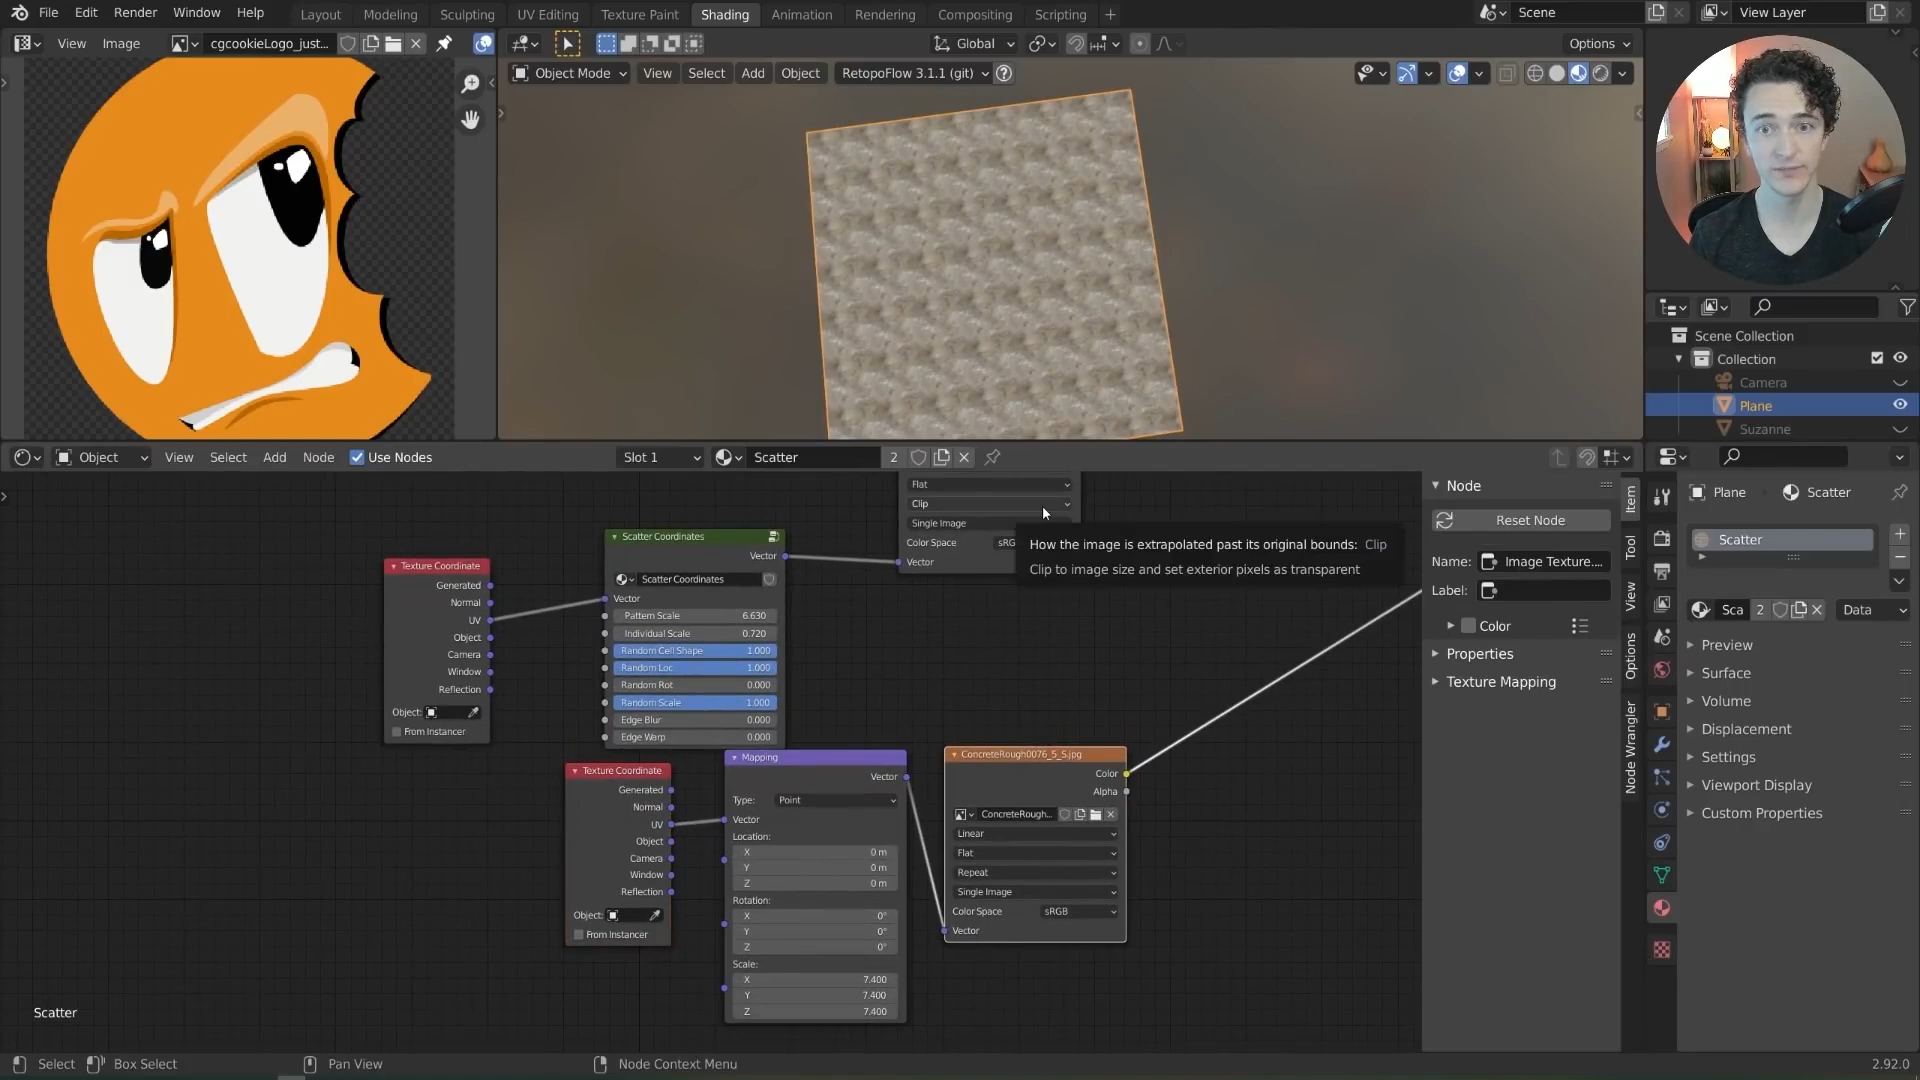 File Edit Render Window Help Layout Modeling Sculpting UV Editing Texture Paint Shading Animation Rendering Compositing Scripting Scene View Layer
View Image cgcookieLogo_just... Global Options
Object Mode View Select Add Object RetopoFlow 3.1.1 (git)
Scene Collection
Collection
Camera
Plane
Suzanne
Object View Select Add Node Use Nodes Slot 1 Scatter 2
Flat
Clip
Single Image
Color Space sRG
Vector
How the image is extrapolated past its original bounds: Clip
Clip to image size and set exterior pixels as transparent
Texture Coordinate
Generated
Normal
UV
Object
Camera
Window
Reflection
Object:
From Instancer
Scatter Coordinates
Vector
Scatter Coordinates
Vector
Pattern Scale 6.630
Individual Scale 0.720
Random Cell Shape 1.000
Random Loc 1.000
Random Rot 0.000
Random Scale 1.000
Edge Blur 0.000
Edge Warp 0.000
Texture Coordinate
Generated
Normal
UV
Object
Camera
Window
Reflection
Object:
From Instancer
Mapping
Vector
Type: Point
Vector
Location:
X 0 m
Y 0 m
Z 0 m
Rotation:
X 0°
Y 0°
Z 0°
Scale:
X 7.400
Y 7.400
Z 7.400
ConcreteRough0076_5_S.jpg
Color
Alpha
ConcreteRough...
Linear
Flat
Repeat
Single Image
Color Space sRGB
Vector
Node
Reset Node
Name: Image Texture....
Label:
Color
Properties
Texture Mapping
Item
Tool
View
Options
Node Wrangler
Plane Scatter
Scatter
Sca 2 Data
Preview
Surface
Volume
Displacement
Settings
Viewport Display
Custom Properties
Scatter
Select Box Select Pan View Node Context Menu 2.92.0